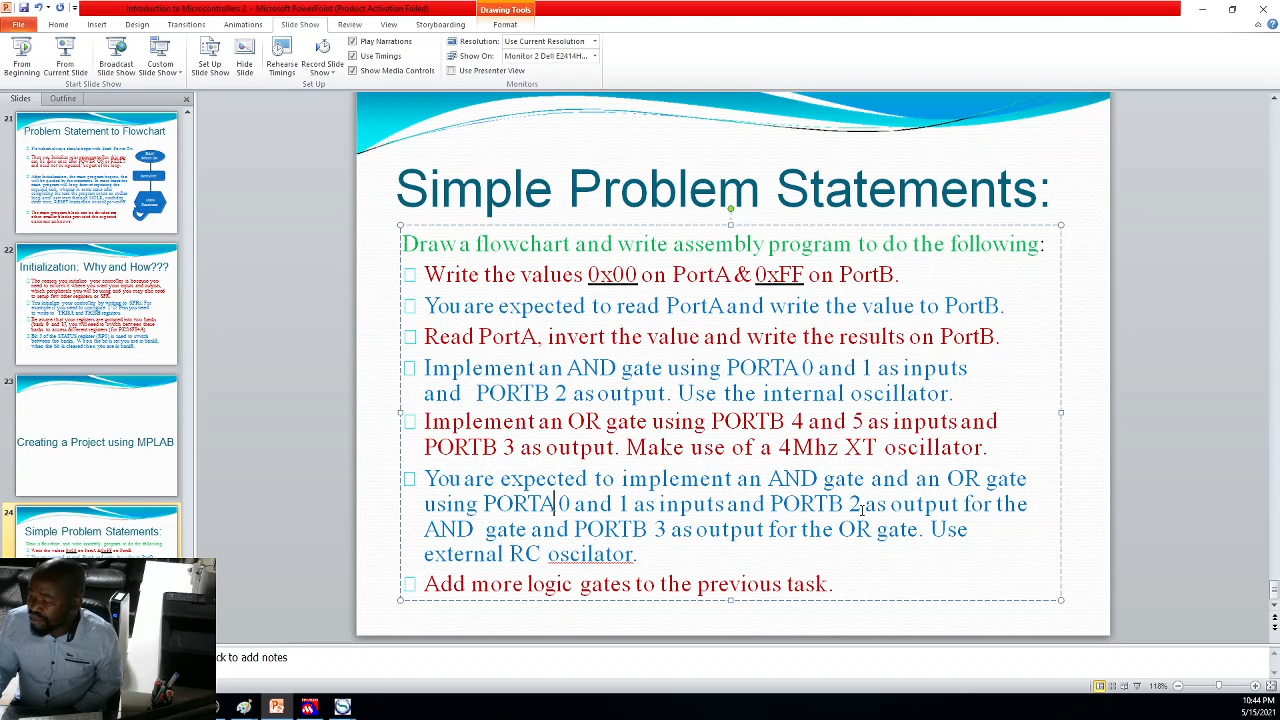 Introduction to Microcontrollers 2 - Microsoft PowerPoint (Product Activation Failed)
Drawing Tools
File Home Insert Design Transitions Animations Slide Show Review View Storyboarding Format
From Beginning
From Current Slide
Broadcast Slide Show
Custom Slide Show
Start Slide Show
Set Up Slide Show
Hide Slide
Rehearse Timings
Record Slide Show
Play Narrations
Use Timings
Show Media Controls
Set Up
Resolution: Use Current Resolution
Show On: Monitor 2 Dell E2414H...
Use Presenter View
Monitors
Slides Outline
21
Problem Statement to Flowchart
22
Initialization: Why and How???
23
Creating a Project using MPLAB
24
Simple Problem Statements:
Simple Problem Statements:
Draw a flowchart and write assembly program to do the following:
Write the values 0x00 on PortA & 0xFF on PortB.
You are expected to read PortA and write the value to PortB.
Read PortA, invert the value and write the results on PortB.
Implement an AND gate using PORTA 0 and 1 as inputs
and PORTB 2 as output. Use the internal oscillator.
Implement an OR gate using PORTB 4 and 5 as inputs and
PORTB 3 as output. Make use of a 4Mhz XT oscillator.
You are expected to implement an AND gate and an OR gate
using PORTA 0 and 1 as inputs and PORTB 2 as output for the
AND gate and PORTB 3 as output for the OR gate. Use
external RC oscilator.
Add more logic gates to the previous task.
ck to add notes
118%
10:44 PM
5/15/2021